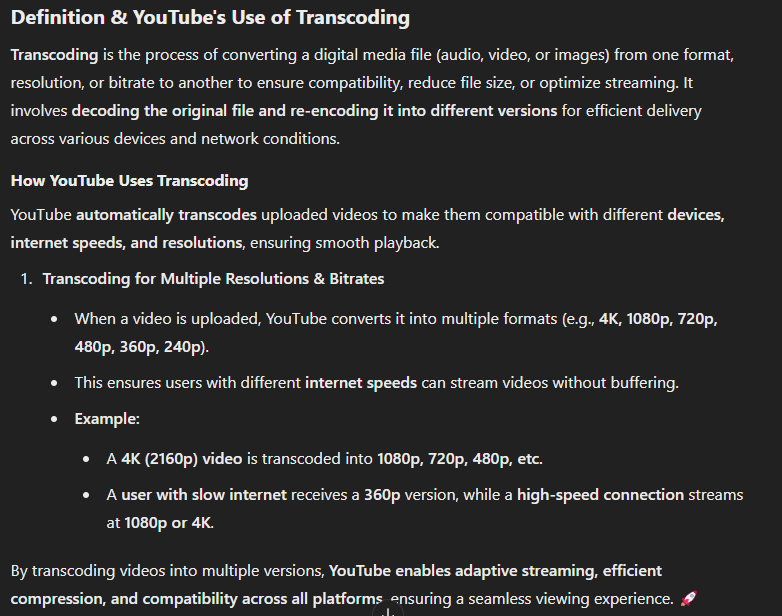 Definition & YouTube's Use of Transcoding
Transcoding is the process of converting a digital media file (audio, video, or images) from one format,
resolution, or bitrate to another to ensure compatibility, reduce file size, or optimize streaming. It
involves decoding the original file and re-encoding it into different versions for efficient delivery
across various devices and network conditions.
How YouTube Uses Transcoding
YouTube automatically transcodes uploaded videos to make them compatible with different devices,
internet speeds, and resolutions, ensuring smooth playback.
1. Transcoding for Multiple Resolutions & Bitrates
• When a video is uploaded, YouTube converts it into multiple formats (e.g., 4K, 1080p, 720p,
480p, 360p, 240p).
• This ensures users with different internet speeds can stream videos without buffering.
• Example:
• A 4K (2160p) video is transcoded into 1080p, 720p, 480p, etc.
• A user with slow internet receives a 360p version, while a high-speed connection streams
at 1080p or 4K.
By transcoding videos into multiple versions, YouTube enables adaptive streaming, efficient
compression, and compatibility across all platforms, ensuring a seamless viewing experience. 🚀